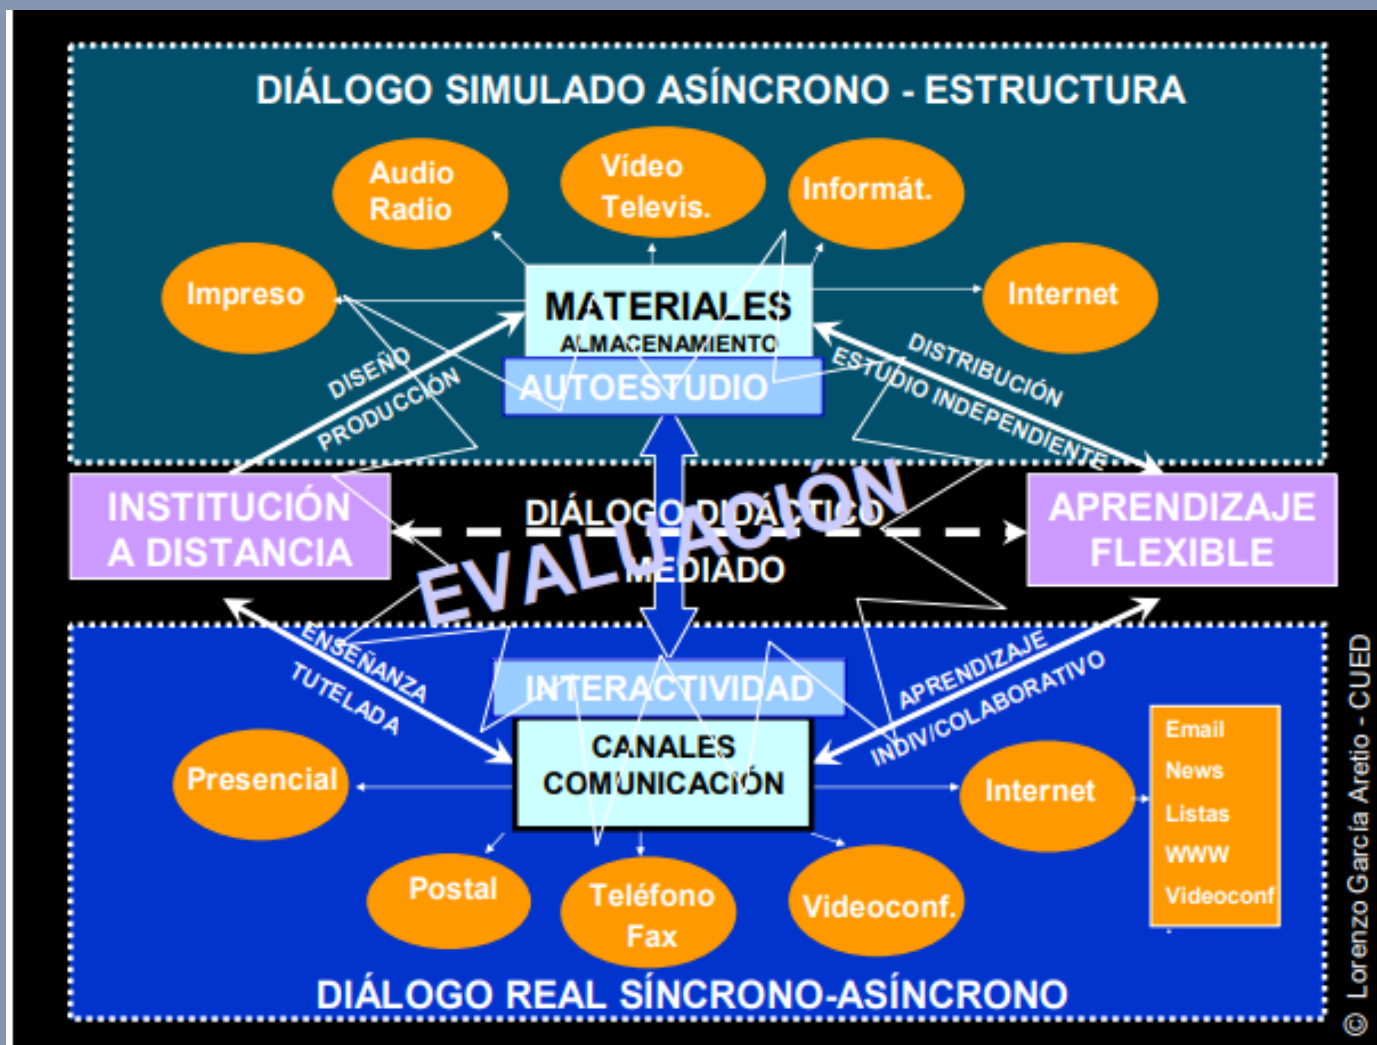 DIÁLOGO SIMULADO ASÍNCRONO - ESTRUCTURA
Audio
Radio
Vídeo
Televis.
Informát.
Impreso
Internet
MATERIALES
ALMACENAMIENTO
AUTOESTUDIO
DISEÑO
PRODUCCIÓN
DISTRIBUCIÓN
ESTUDIO INDEPENDIENTE
INSTITUCIÓN
A DISTANCIA
DIÁLOGO DIDÁCTICO
MEDIADO
EVALUACIÓN
APRENDIZAJE
FLEXIBLE
ENSEÑANZA
TUTELADA
INTERACTIVIDAD
CANALES
COMUNICACIÓN
APRENDIZAJE
INDIV/COLABORATIVO
Presencial
Postal
Teléfono
Fax
Videoconf.
Internet
Email
News
Listas
WWW
Videoconf
.
DIÁLOGO REAL SÍNCRONO-ASÍNCRONO
© Lorenzo García Aretio - CUED